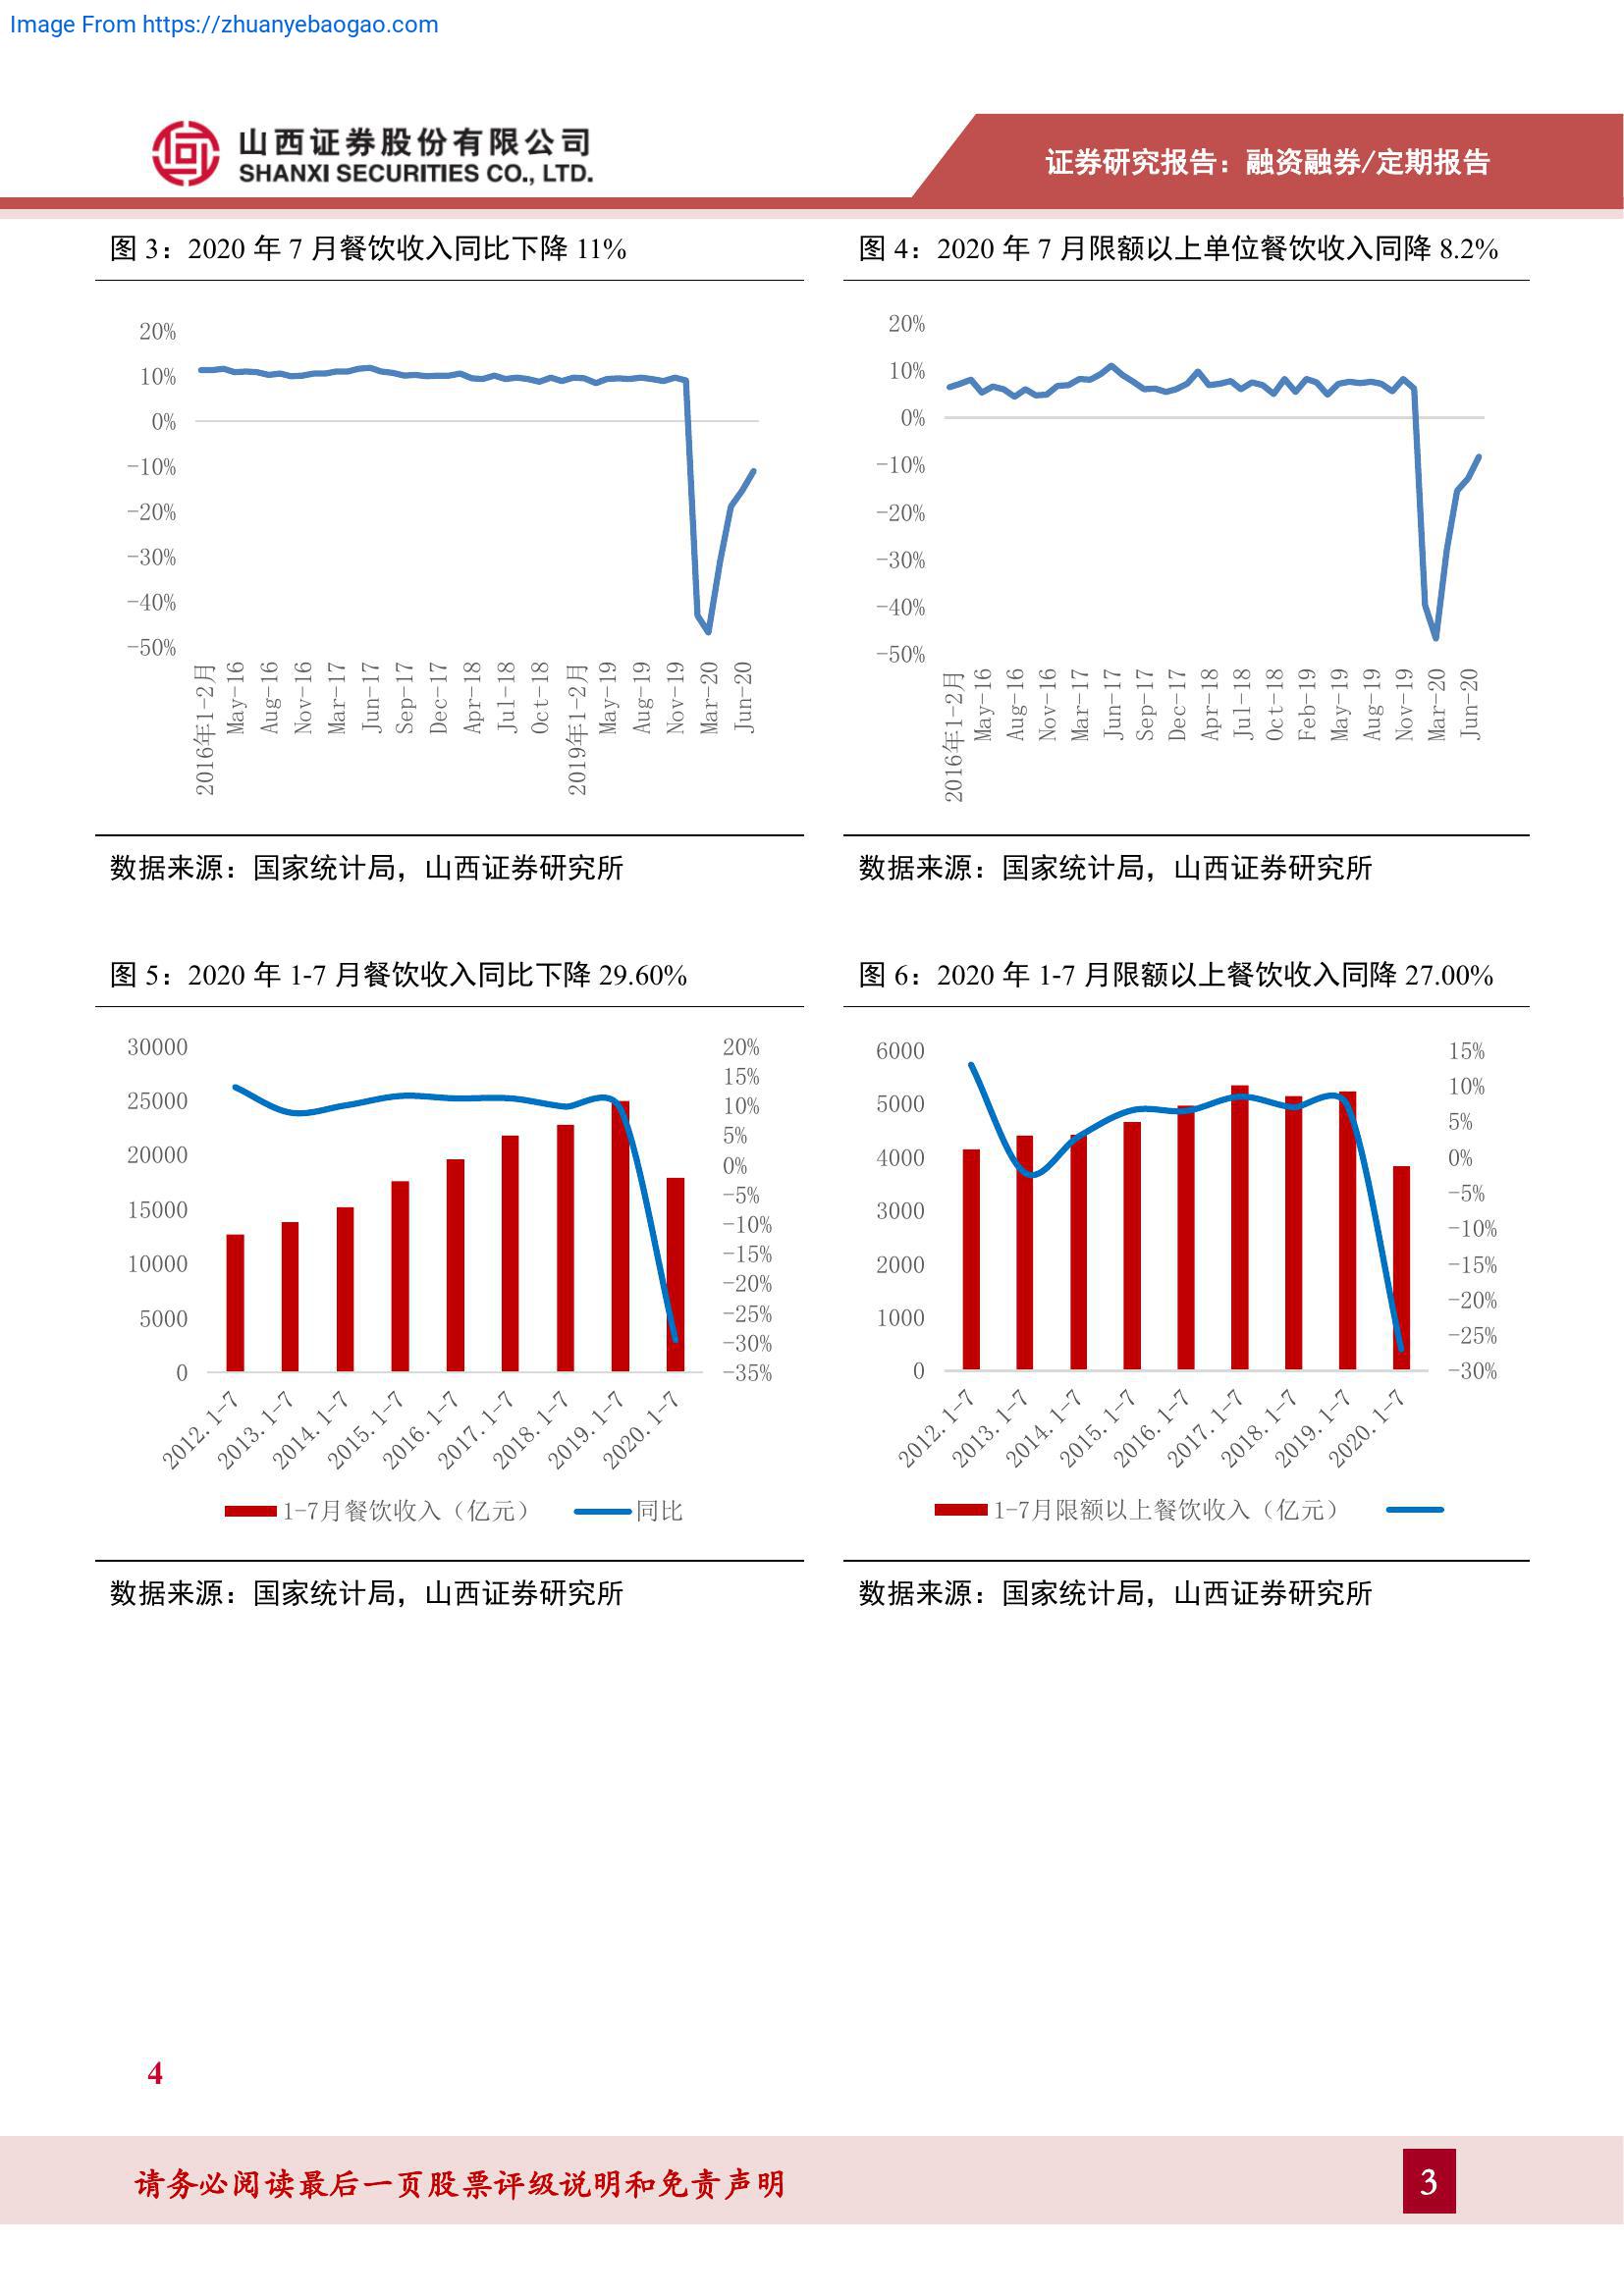 Image From https://zhuanyebaogao.com
山西证券股份有限公司
SHANXI SECURITIES CO., LTD.
证券研究报告：融资融券/定期报告
图 3：2020 年 7 月餐饮收入同比下降 11%
20%
10%
0%
-10%
-20%
-30%
-40%
-50%
2016年1-2月
May-16
Aug-16
Nov-16
Mar-17
Jun-17
Sep-17
Dec-17
Apr-18
Jul-18
Oct-18
2019年1-2月
May-19
Aug-19
Nov-19
Mar-20
Jun-20
数据来源：国家统计局，山西证券研究所
图 4：2020 年 7 月限额以上单位餐饮收入同降 8.2%
20%
10%
0%
-10%
-20%
-30%
-40%
-50%
2016年1-2月
May-16
Aug-16
Nov-16
Mar-17
Jun-17
Sep-17
Dec-17
Apr-18
Jul-18
Oct-18
Feb-19
May-19
Aug-19
Nov-19
Mar-20
Jun-20
数据来源：国家统计局，山西证券研究所
图 5：2020 年 1-7 月餐饮收入同比下降 29.60%
30000
25000
20000
15000
10000
5000
0
20%
15%
10%
5%
0%
-5%
-10%
-15%
-20%
-25%
-30%
-35%
2012.1-7
2013.1-7
2014.1-7
2015.1-7
2016.1-7
2017.1-7
2018.1-7
2019.1-7
2020.1-7
1-7月餐饮收入（亿元）
同比
数据来源：国家统计局，山西证券研究所
图 6：2020 年 1-7 月限额以上餐饮收入同降 27.00%
6000
5000
4000
3000
2000
1000
0
15%
10%
5%
0%
-5%
-10%
-15%
-20%
-25%
-30%
2012.1-7
2013.1-7
2014.1-7
2015.1-7
2016.1-7
2017.1-7
2018.1-7
2019.1-7
2020.1-7
1-7月限额以上餐饮收入（亿元）
数据来源：国家统计局，山西证券研究所
4
请务必阅读最后一页股票评级说明和免责声明
3